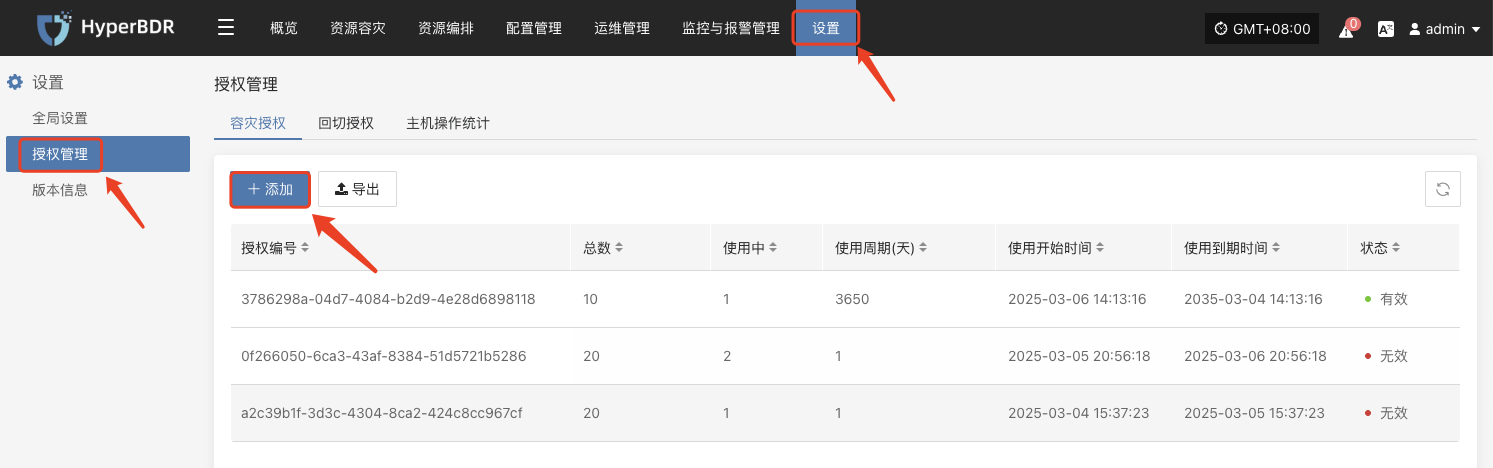 HyperBDR 概览 资源容灾 资源编排 配置管理 运维管理 监控与报警管理 设置 GMT+08:00 0 A文 admin
设置
全局设置
授权管理
版本信息
授权管理
容灾授权 回切授权 主机操作统计
添加 导出
授权编号 总数 使用中 使用周期(天) 使用开始时间 使用到期时间 状态
3786298a-04d7-4084-b2d9-4e28d6898118 10 1 3650 2025-03-06 14:13:16 2035-03-04 14:13:16 有效
0f266050-6ca3-43af-8384-51d5721b5286 20 2 1 2025-03-05 20:56:18 2025-03-06 20:56:18 无效
a2c39b1f-3d3c-4304-8ca2-424c8cc967cf 20 1 1 2025-03-04 15:37:23 2025-03-05 15:37:23 无效